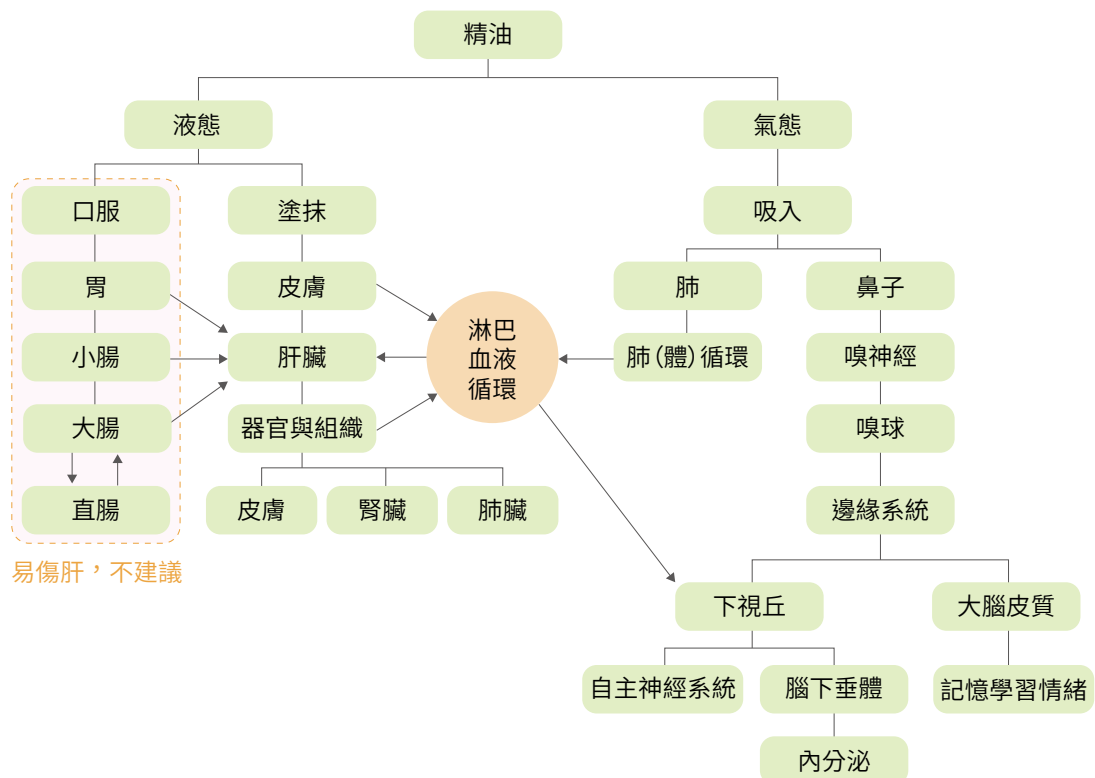 精油
液態
氣態
口服
塗抹
吸入
胃
皮膚
肺
鼻子
小腸
肝臟
淋巴
血液
循環
肺(體)循環
嗅神經
大腸
器官與組織
嗅球
直腸
皮膚
腎臟
肺臟
邊緣系統
易傷肝，不建議
下視丘
大腦皮質
自主神經系統
腦下垂體
記憶學習情緒
內分泌